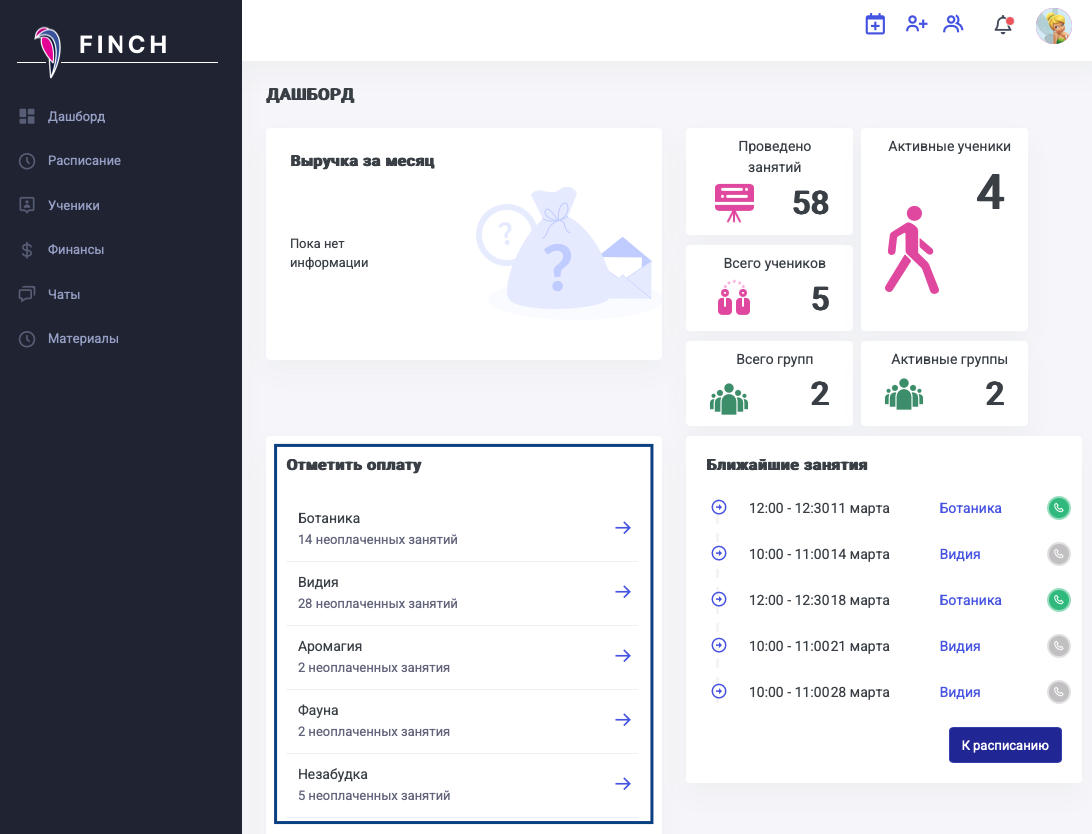 FINCH
Дашборд
Расписание
Ученики
Финансы
Чаты
Материалы
ДАШБОРД
Выручка за месяц
Пока нет
информации
?
?
Проведено
занятий
58
Активные ученики
4
Всего учеников
5
Всего групп
2
Активные группы
2
Отметить оплату
Ботаника
14 неоплаченных занятий
Видия
28 неоплаченных занятий
Аромагия
2 неоплаченных занятия
Фауна
2 неоплаченных занятия
Незабудка
5 неоплаченных занятий
Ближайшие занятия
12:00 - 12:3011 марта Ботаника
10:00 - 11:0014 марта Видия
12:00 - 12:3018 марта Ботаника
10:00 - 11:0021 марта Видия
10:00 - 11:0028 марта Видия
К расписанию